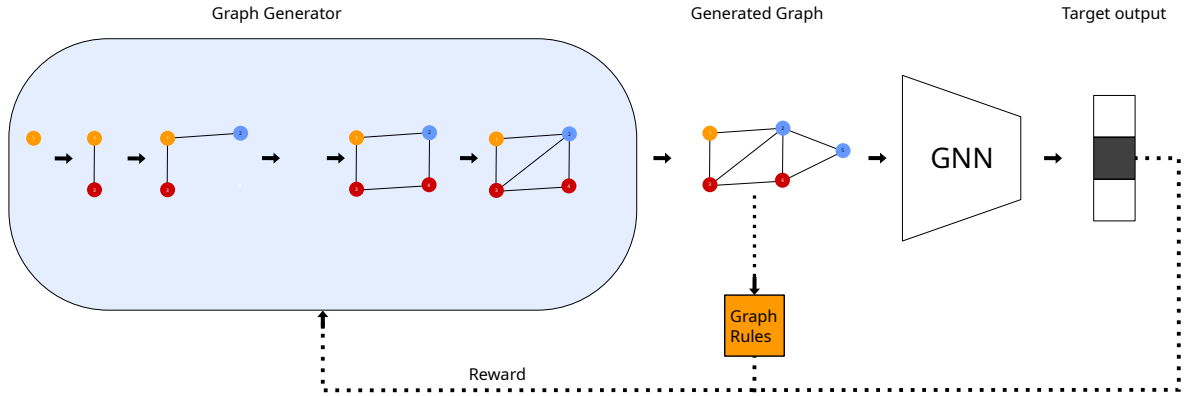 Graph Generator
Generated Graph
Target output
GNN
Graph
Rules
Reward